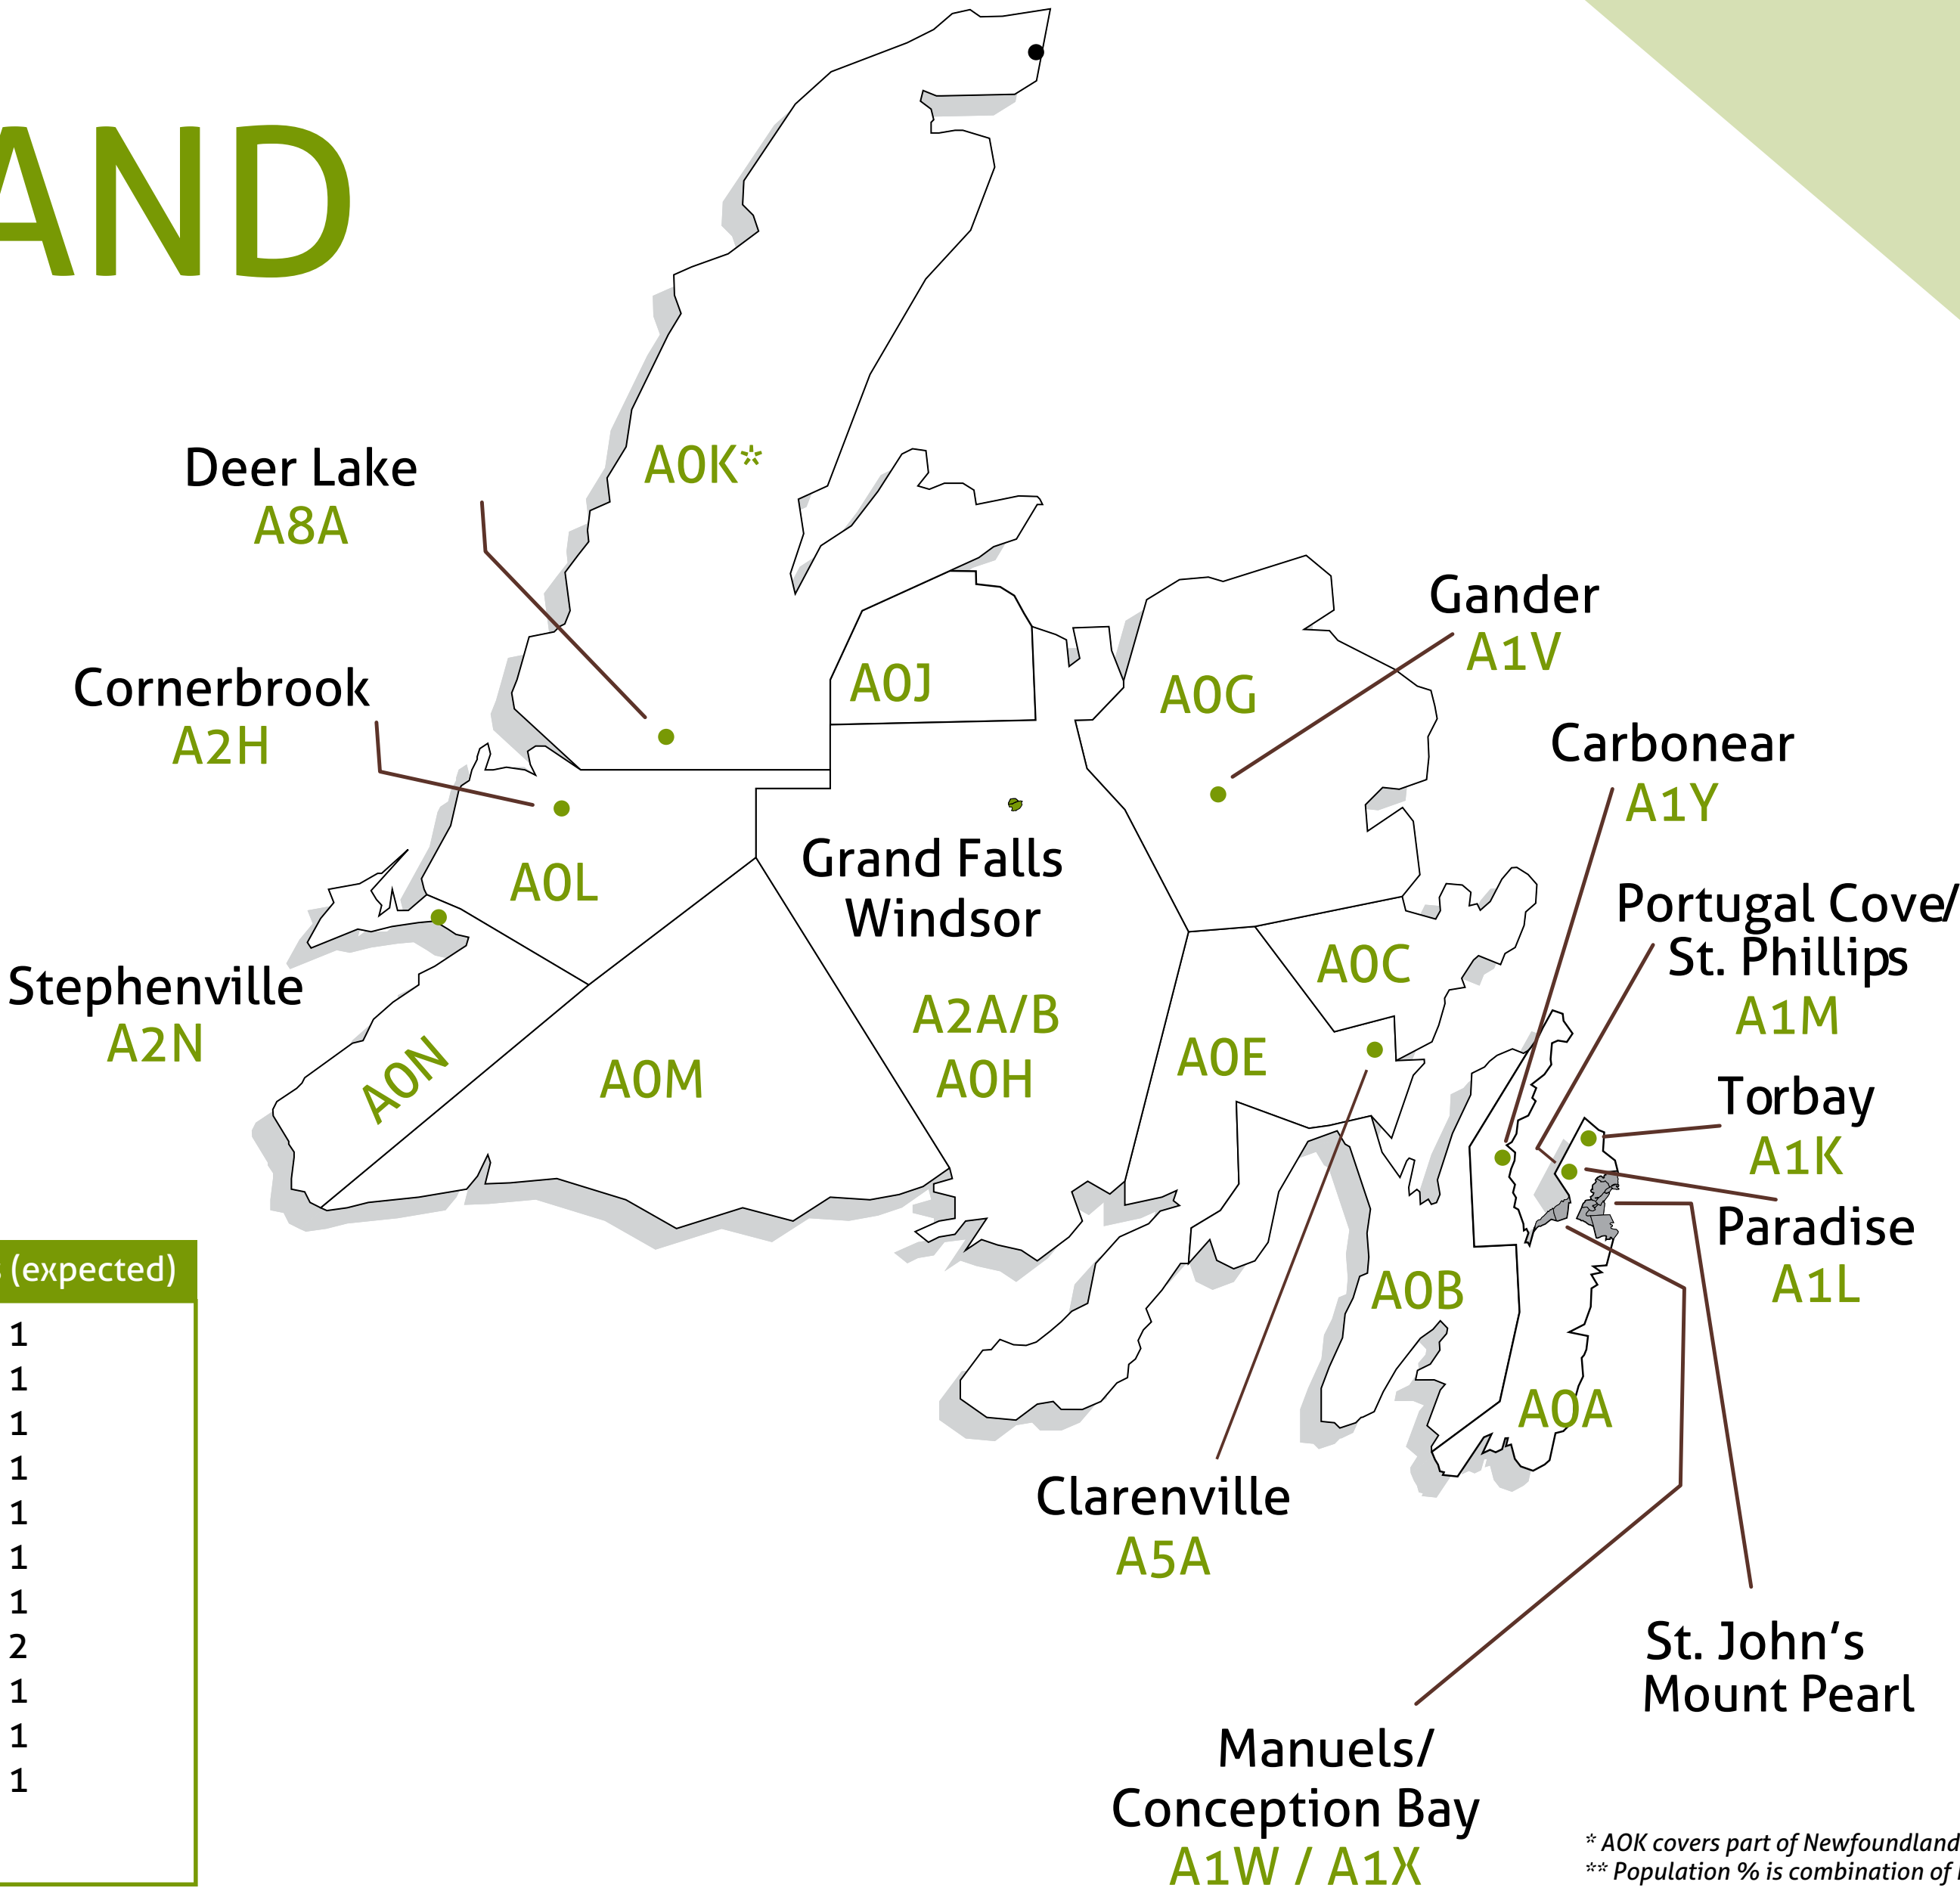 AND
A0K*
Deer Lake
A8A
Gander
A1V
Cornerbrook
A2H
A0J
A0G
Carbonear
A1Y
A0L
Grand Falls
Windsor
Portugal Cove/
St. Phillips
A1M
A0C
Stephenville
A2N
A2A/B
A0H
A0N
A0M
A0E
Torbay
A1K
Paradise
A1L
(expected)
1
1
1
1
1
1
1
2
1
1
1
A0B
A0A
Clarenville
A5A
St. John's
Mount Pearl
Manuels/
Conception Bay
A1W / A1X
* AOK covers part of Newfoundland
** Population % is combination of